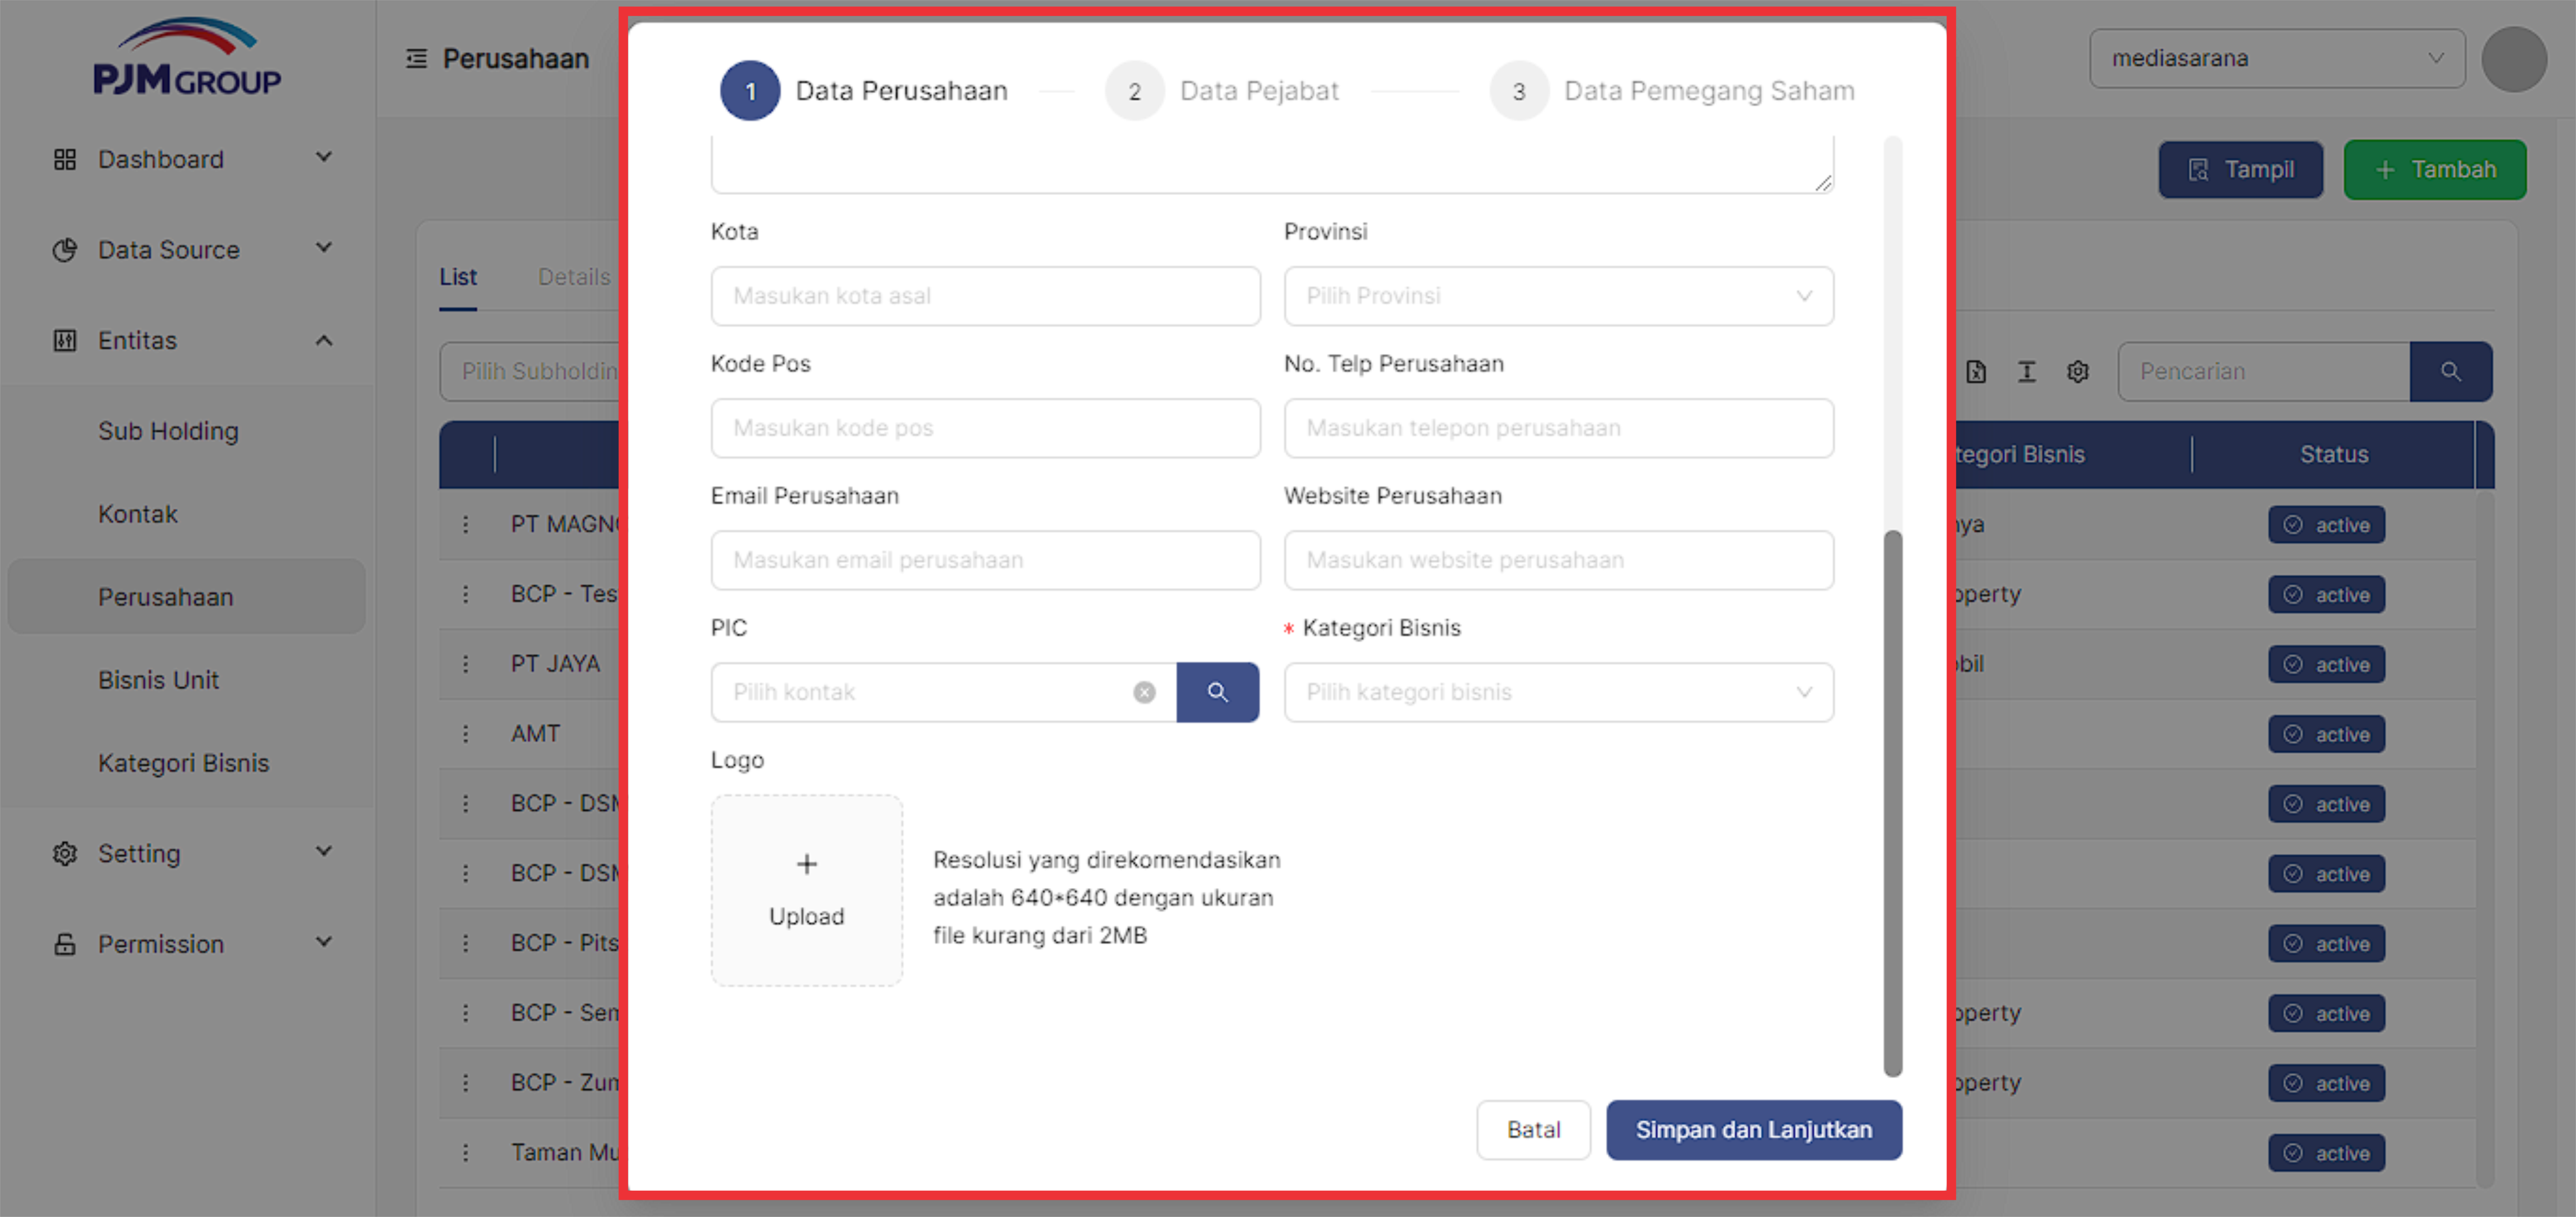 PJM GROUP
Dashboard
Data Source
Entitas
Sub Holding
Kontak
Perusahaan
Bisnis Unit
Kategori Bisnis
Setting
Permission
Perusahaan
mediasarana
Tampil
+ Tambah
List
Details
Pilih Subholdin
Pencarian
tegori Bisnis
Status
PT MAGN
ya
active
BCP - Tes
operty
active
PT JAYA
bil
active
AMT
active
BCP - DSM
active
BCP - DSM
active
BCP - Pits
active
BCP - Sem
operty
active
BCP - Zum
operty
active
Taman Mu
active
1 Data Perusahaan
2 Data Pejabat
3 Data Pemegang Saham
Kota
Provinsi
Masukan kota asal
Pilih Provinsi
Kode Pos
No. Telp Perusahaan
Masukan kode pos
Masukan telepon perusahaan
Email Perusahaan
Website Perusahaan
Masukan email perusahaan
Masukan website perusahaan
PIC
* Kategori Bisnis
Pilih kontak
Pilih kategori bisnis
Logo
+
Upload
Resolusi yang direkomendasikan
adalah 640*640 dengan ukuran
file kurang dari 2MB
Batal
Simpan dan Lanjutkan